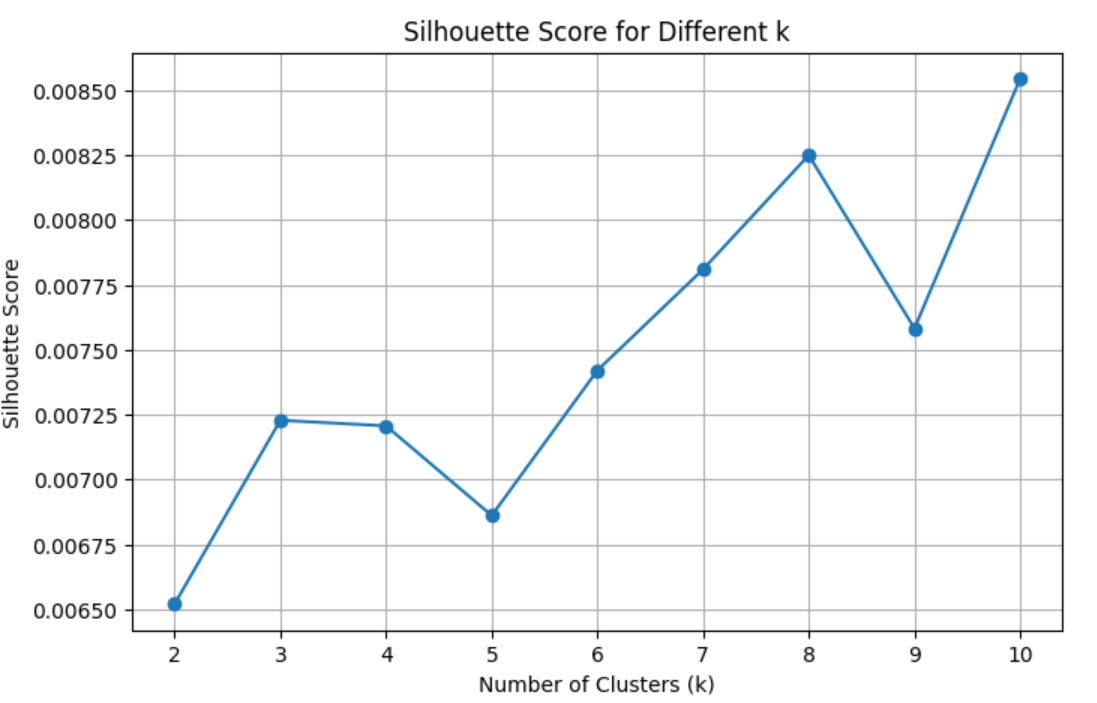 Silhouette Score for Different k
Silhouette Score
0.00850
0.00825
0.00800
0.00775
0.00750
0.00725
0.00700
0.00675
0.00650
2 3 4 5 6 7 8 9 10
Number of Clusters (k)